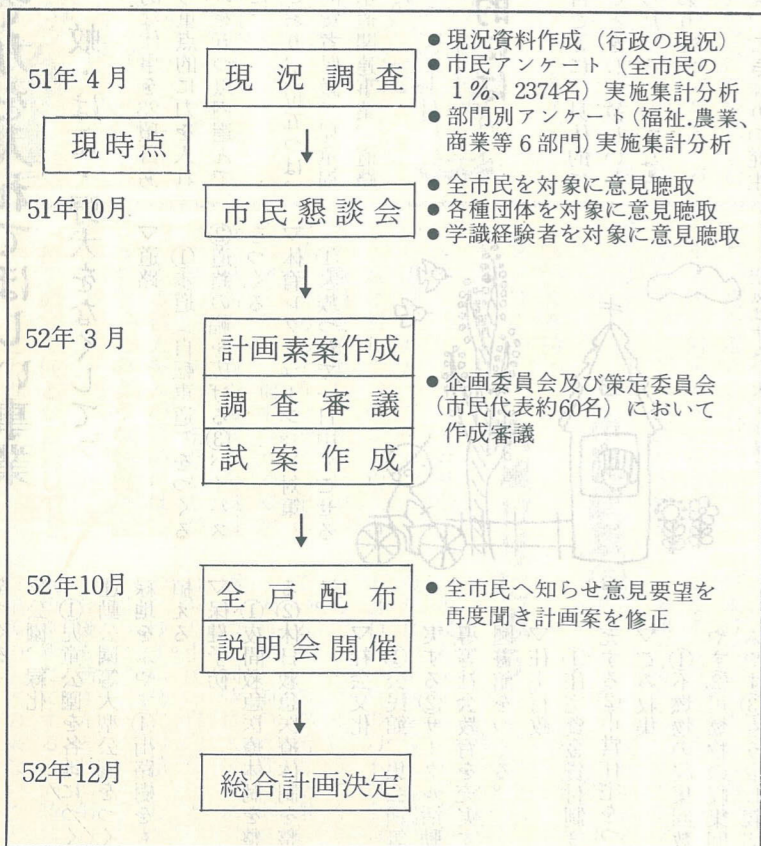 51年4月
現況調査
●現況資料作成（行政の現況）
●市民アンケート（全市民の
1％、2374名）実施集計分析
●部門別アンケート（福祉.農業、
商業等6部門）実施集計分析
現時点
↓
51年10月
市民懇談会
●全市民を対象に意見聴取
●各種団体を対象に意見聴取
●学識経験者を対象に意見聴取
↓
52年3月
計画素案作成
調査審議
試案作成
●企画委員会及び策定委員会
（市民代表約60名）において
作成審議
↓
52年10月
全戸配布
説明会開催
●全市民へ知らせ意見要望を
再度聞き計画案を修正
↓
52年12月
総合計画決定